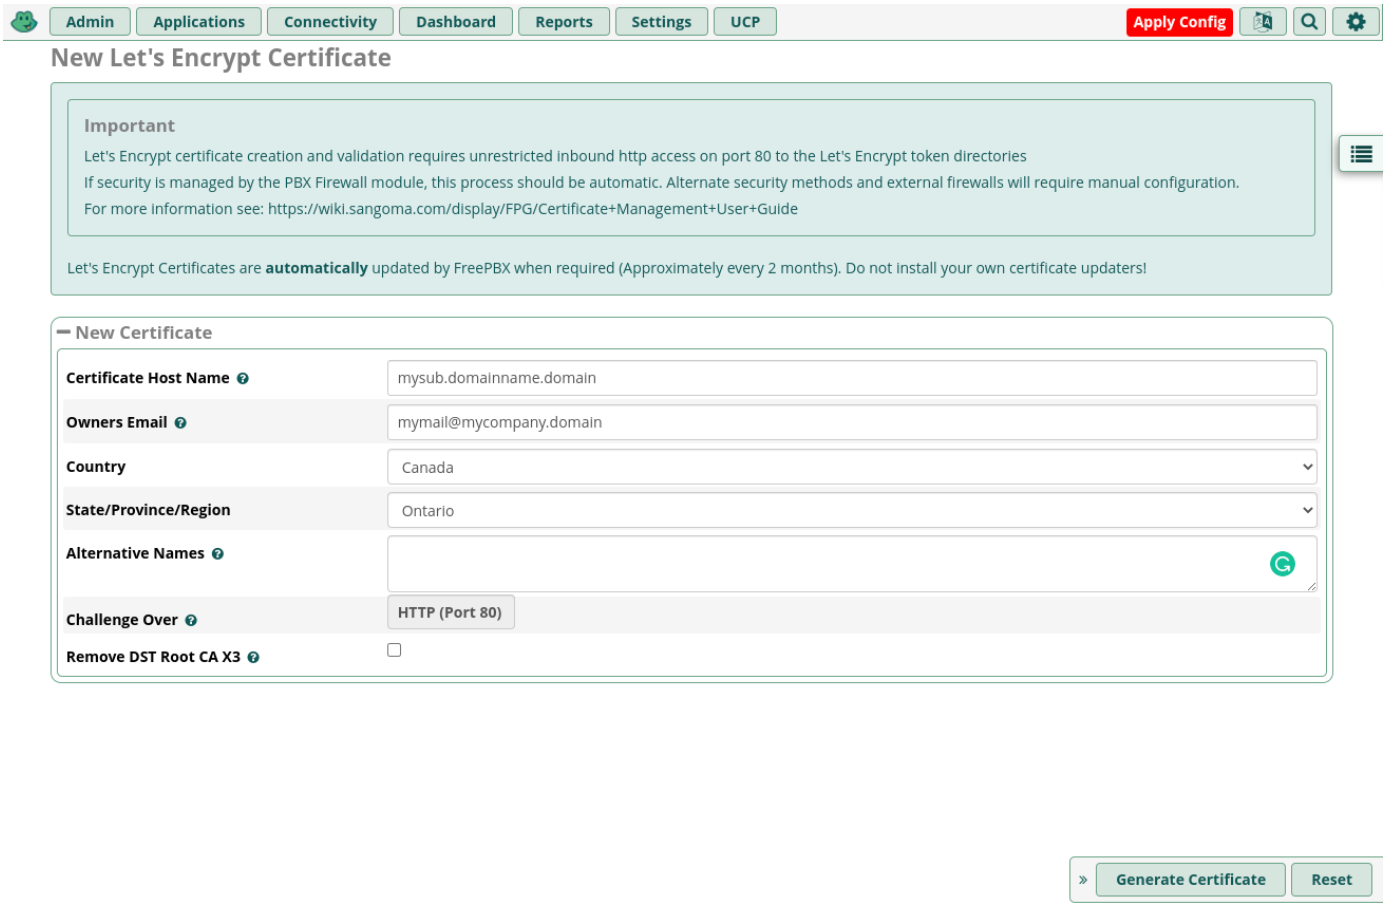 Admin Applications Connectivity Dashboard Reports Settings UCP Apply Config
New Let's Encrypt Certificate
Important
Let's Encrypt certificate creation and validation requires unrestricted inbound http access on port 80 to the Let's Encrypt token directories
If security is managed by the PBX Firewall module, this process should be automatic. Alternate security methods and external firewalls will require manual configuration.
For more information see: https://wiki.sangoma.com/display/FPG/Certificate+Management+User+Guide
Let's Encrypt Certificates are automatically updated by FreePBX when required (Approximately every 2 months). Do not install your own certificate updaters!
New Certificate
Certificate Host Name mysub.domainname.domain
Owners Email mymail@mycompany.domain
Country Canada
State/Province/Region Ontario
Alternative Names
Challenge Over HTTP (Port 80)
Remove DST Root CA X3
» Generate Certificate Reset